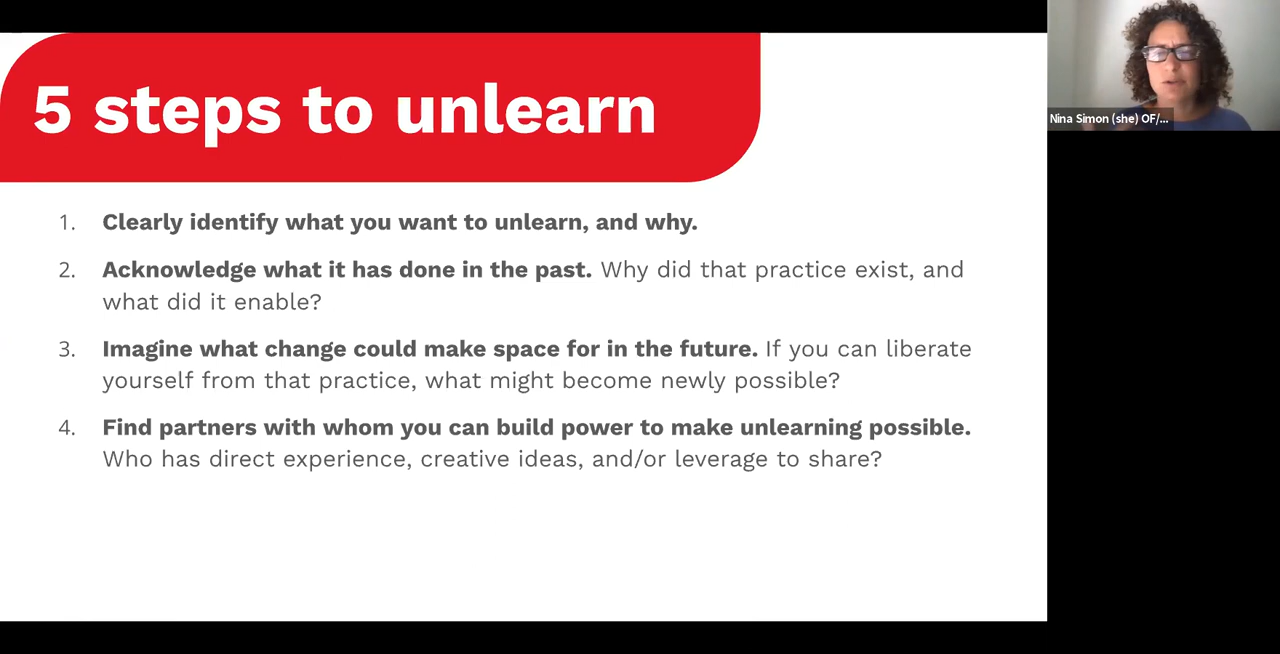 5 steps to unlearn
Nina Simon (she) OF/...
1. Clearly identify what you want to unlearn, and why.
2. Acknowledge what it has done in the past. Why did that practice exist, and
what did it enable?
3. Imagine what change could make space for in the future. If you can liberate
yourself from that practice, what might become newly possible?
4. Find partners with whom you can build power to make unlearning possible.
Who has direct experience, creative ideas, and/or leverage to share?